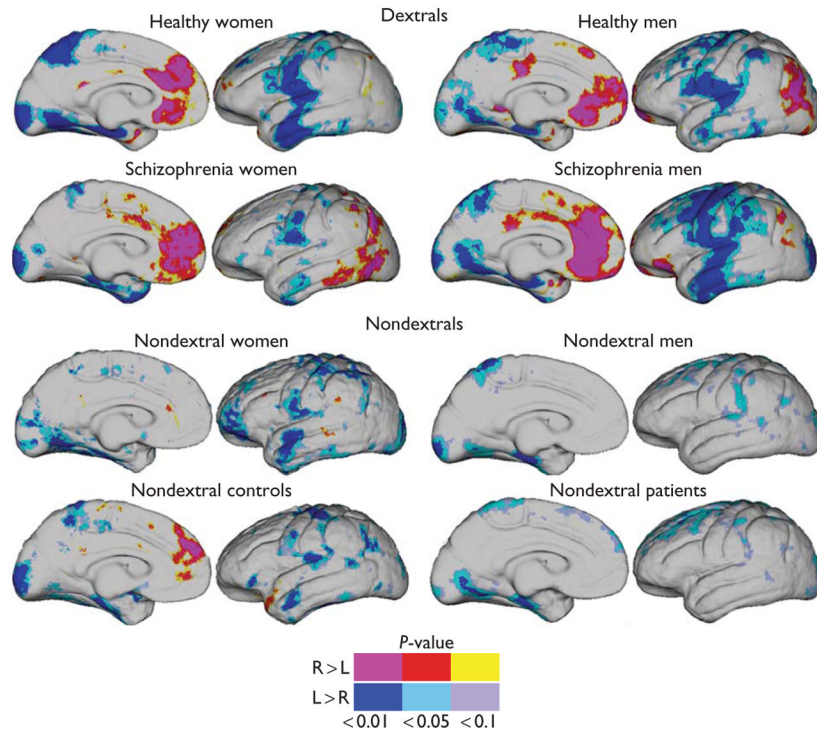 Dextrals
Healthy women
Healthy men
Schizophrenia women
Schizophrenia men
Nondextrals
Nondextral women
Nondextral men
Nondextral controls
Nondextral patients
P-value
R > L
L > R
< 0.01 < 0.05 < 0.1